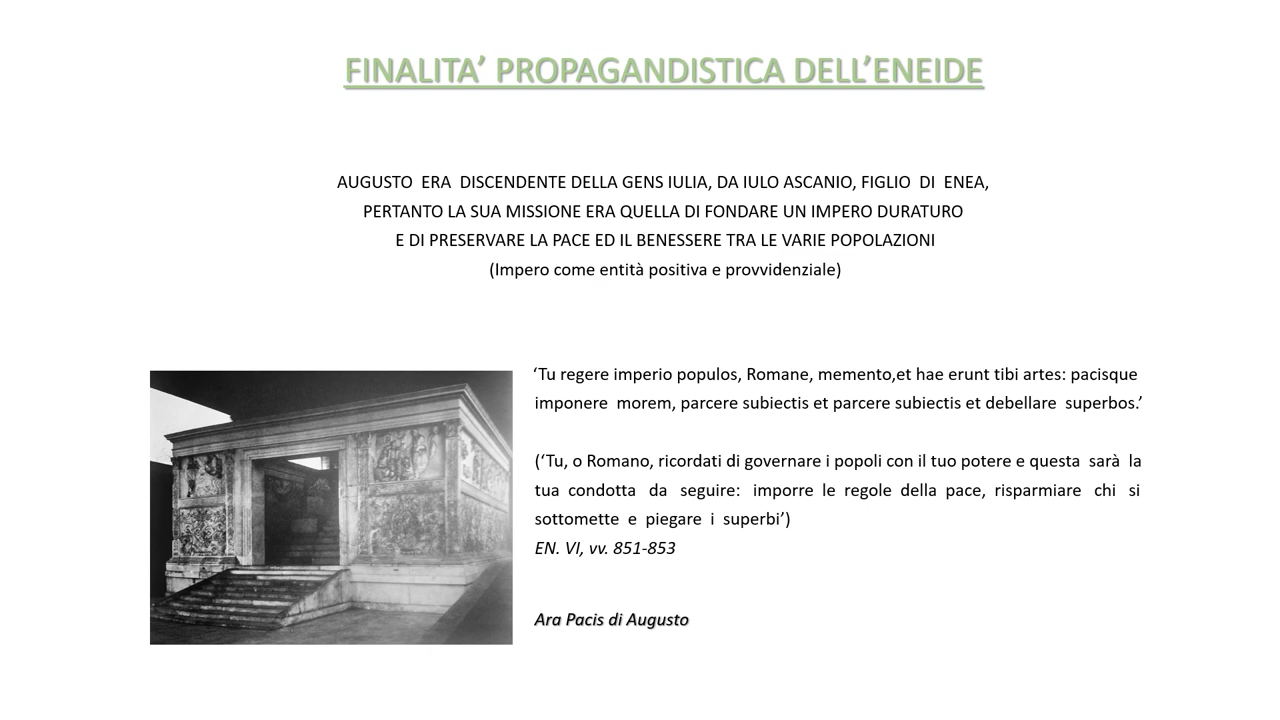 FINALITA’ PROPAGANDISTICA DELL’ENEIDE
AUGUSTO ERA DISCENDENTE DELLA GENS IULIA, DA IULO ASCANIO, FIGLIO DI ENEA,
PERTANTO LA SUA MISSIONE ERA QUELLA DI FONDARE UN IMPERO DURATURO
E DI PRESERVARE LA PACE ED IL BENESSERE TRA LE VARIE POPOLAZIONI
(Impero come entità positiva e provvidenziale)
‘Tu regere imperio populos, Romane, memento,et hae erunt tibi artes: pacisque
imponere morem, parcere subiectis et parcere subiectis et debellare superbos.’
(‘Tu, o Romano, ricordati di governare i popoli con il tuo potere e questa sarà la
tua condotta da seguire: imporre le regole della pace, risparmiare chi si
sottomette e piegare i superbi’)
EN. VI, vv. 851-853
Ara Pacis di Augusto